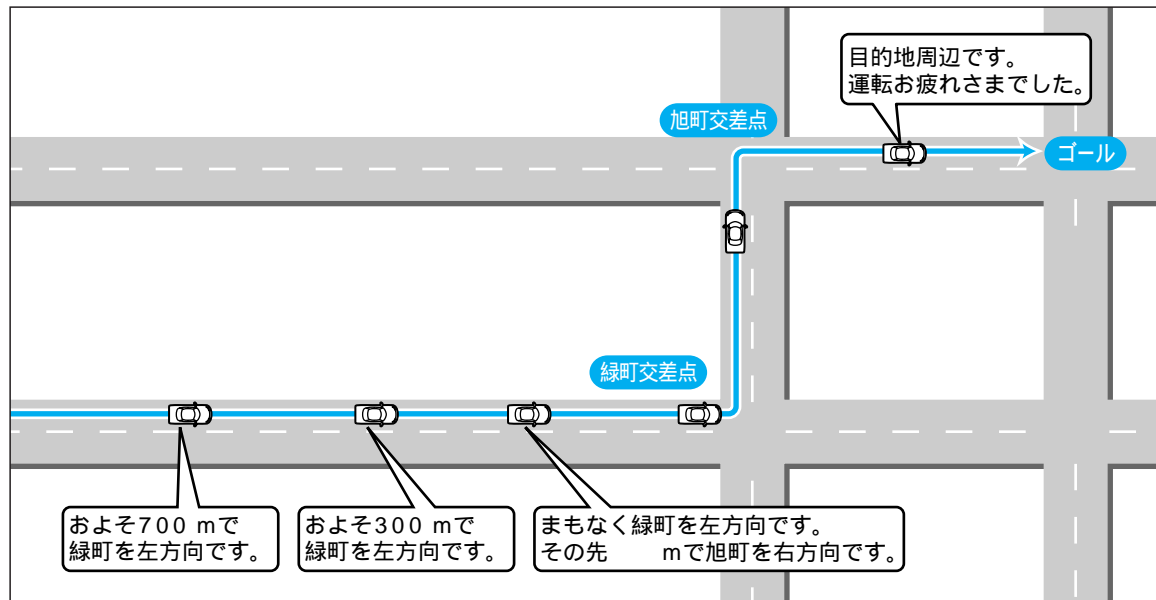 目的地周辺です。
運転お疲れさまでした。
旭町交差点
ゴール
緑町交差点
およそ700 mで
緑町を左方向です。
およそ300 mで
緑町を左方向です。
まもなく緑町を左方向です。
その先　　mで旭町を右方向です。